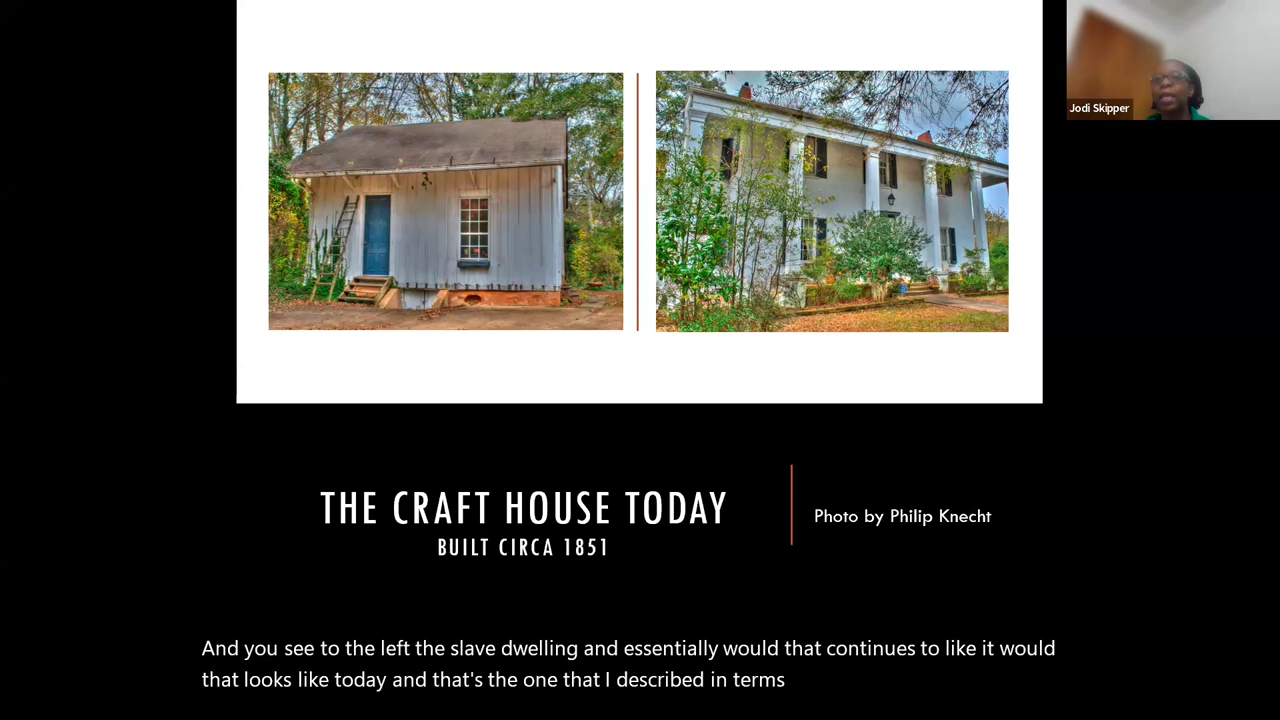 Jodi Skipper
THE CRAFT HOUSE TODAY
BUILT CIRCA 1851
Photo by Philip Knecht
And you see to the left the slave dwelling and essentially would that continues to like it would
that looks like today and that's the one that I described in terms